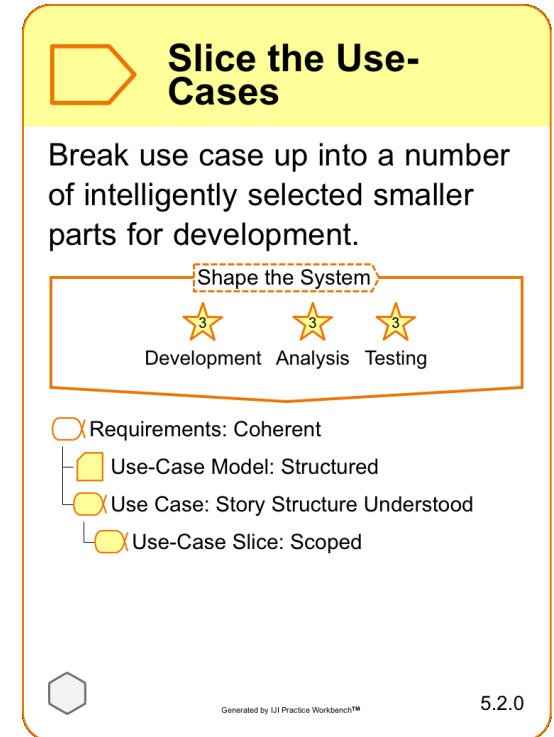 Slice the Use-
Cases
Break use case up into a number
of intelligently selected smaller
parts for development.
Shape the System
3 3 3
Development Analysis Testing
Requirements: Coherent
Use-Case Model: Structured
Use Case: Story Structure Understood
Use-Case Slice: Scoped
Generated by IJI Practice Workbench™
5.2.0